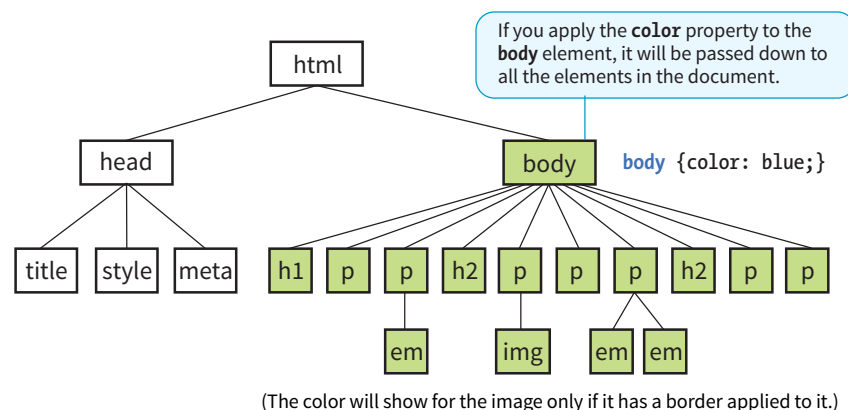 If you apply the color property to the
body element, it will be passed down to
all the elements in the document.
html
head
body
body {color: blue;}
title
style
meta
h1
p
p
h2
p
p
p
h2
p
p
em
img
em
em
(The color will show for the image only if it has a border applied to it.)